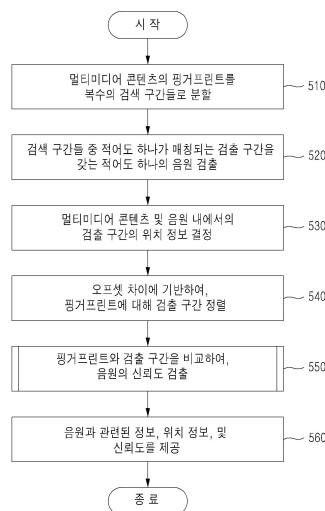 시 작
멀티미디어 콘텐츠의 핑거프린트를
복수의 검색 구간들로 분할
510
검색 구간들 중 적어도 하나가 매칭되는 검출 구간을
갖는 적어도 하나의 음원 검출
520
멀티미디어 콘텐츠 및 음원 내에서의
검출 구간의 위치 정보 결정
530
오프셋 차이에 기반하여,
핑거프린트에 대해 검출 구간 정렬
540
핑거프린트와 검출 구간을 비교하여,
음원의 신뢰도 검출
550
음원과 관련된 정보, 위치 정보, 및
신뢰도를 제공
560
종 료